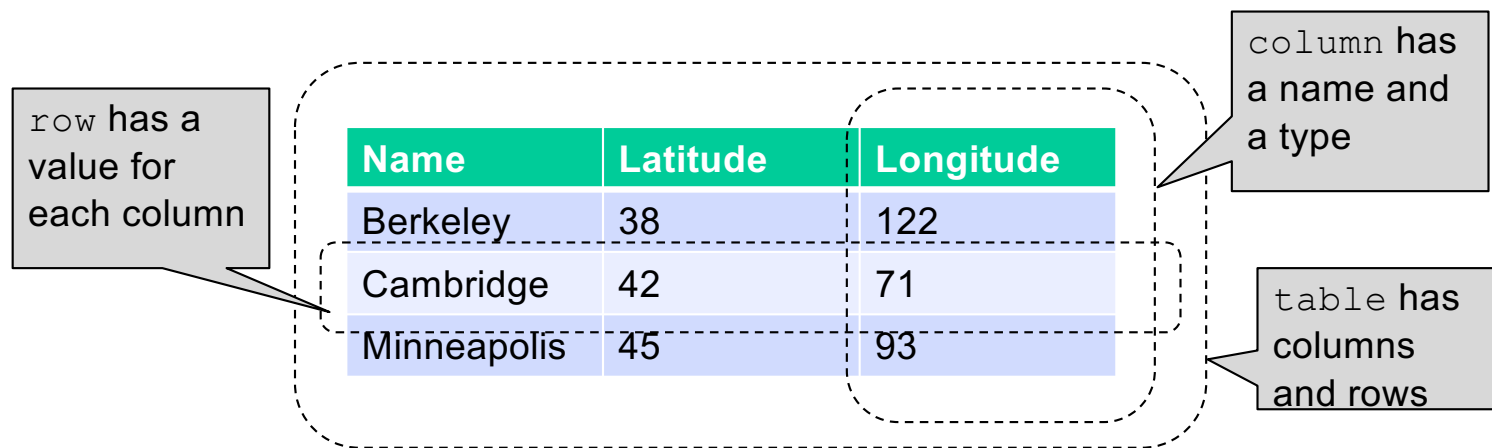 row has a
value for
each column
Name Latitude Longitude
Berkeley 38 122
Cambridge 42 71
Minneapolis 45 93
column has
a name and
a type
table has
columns
and rows